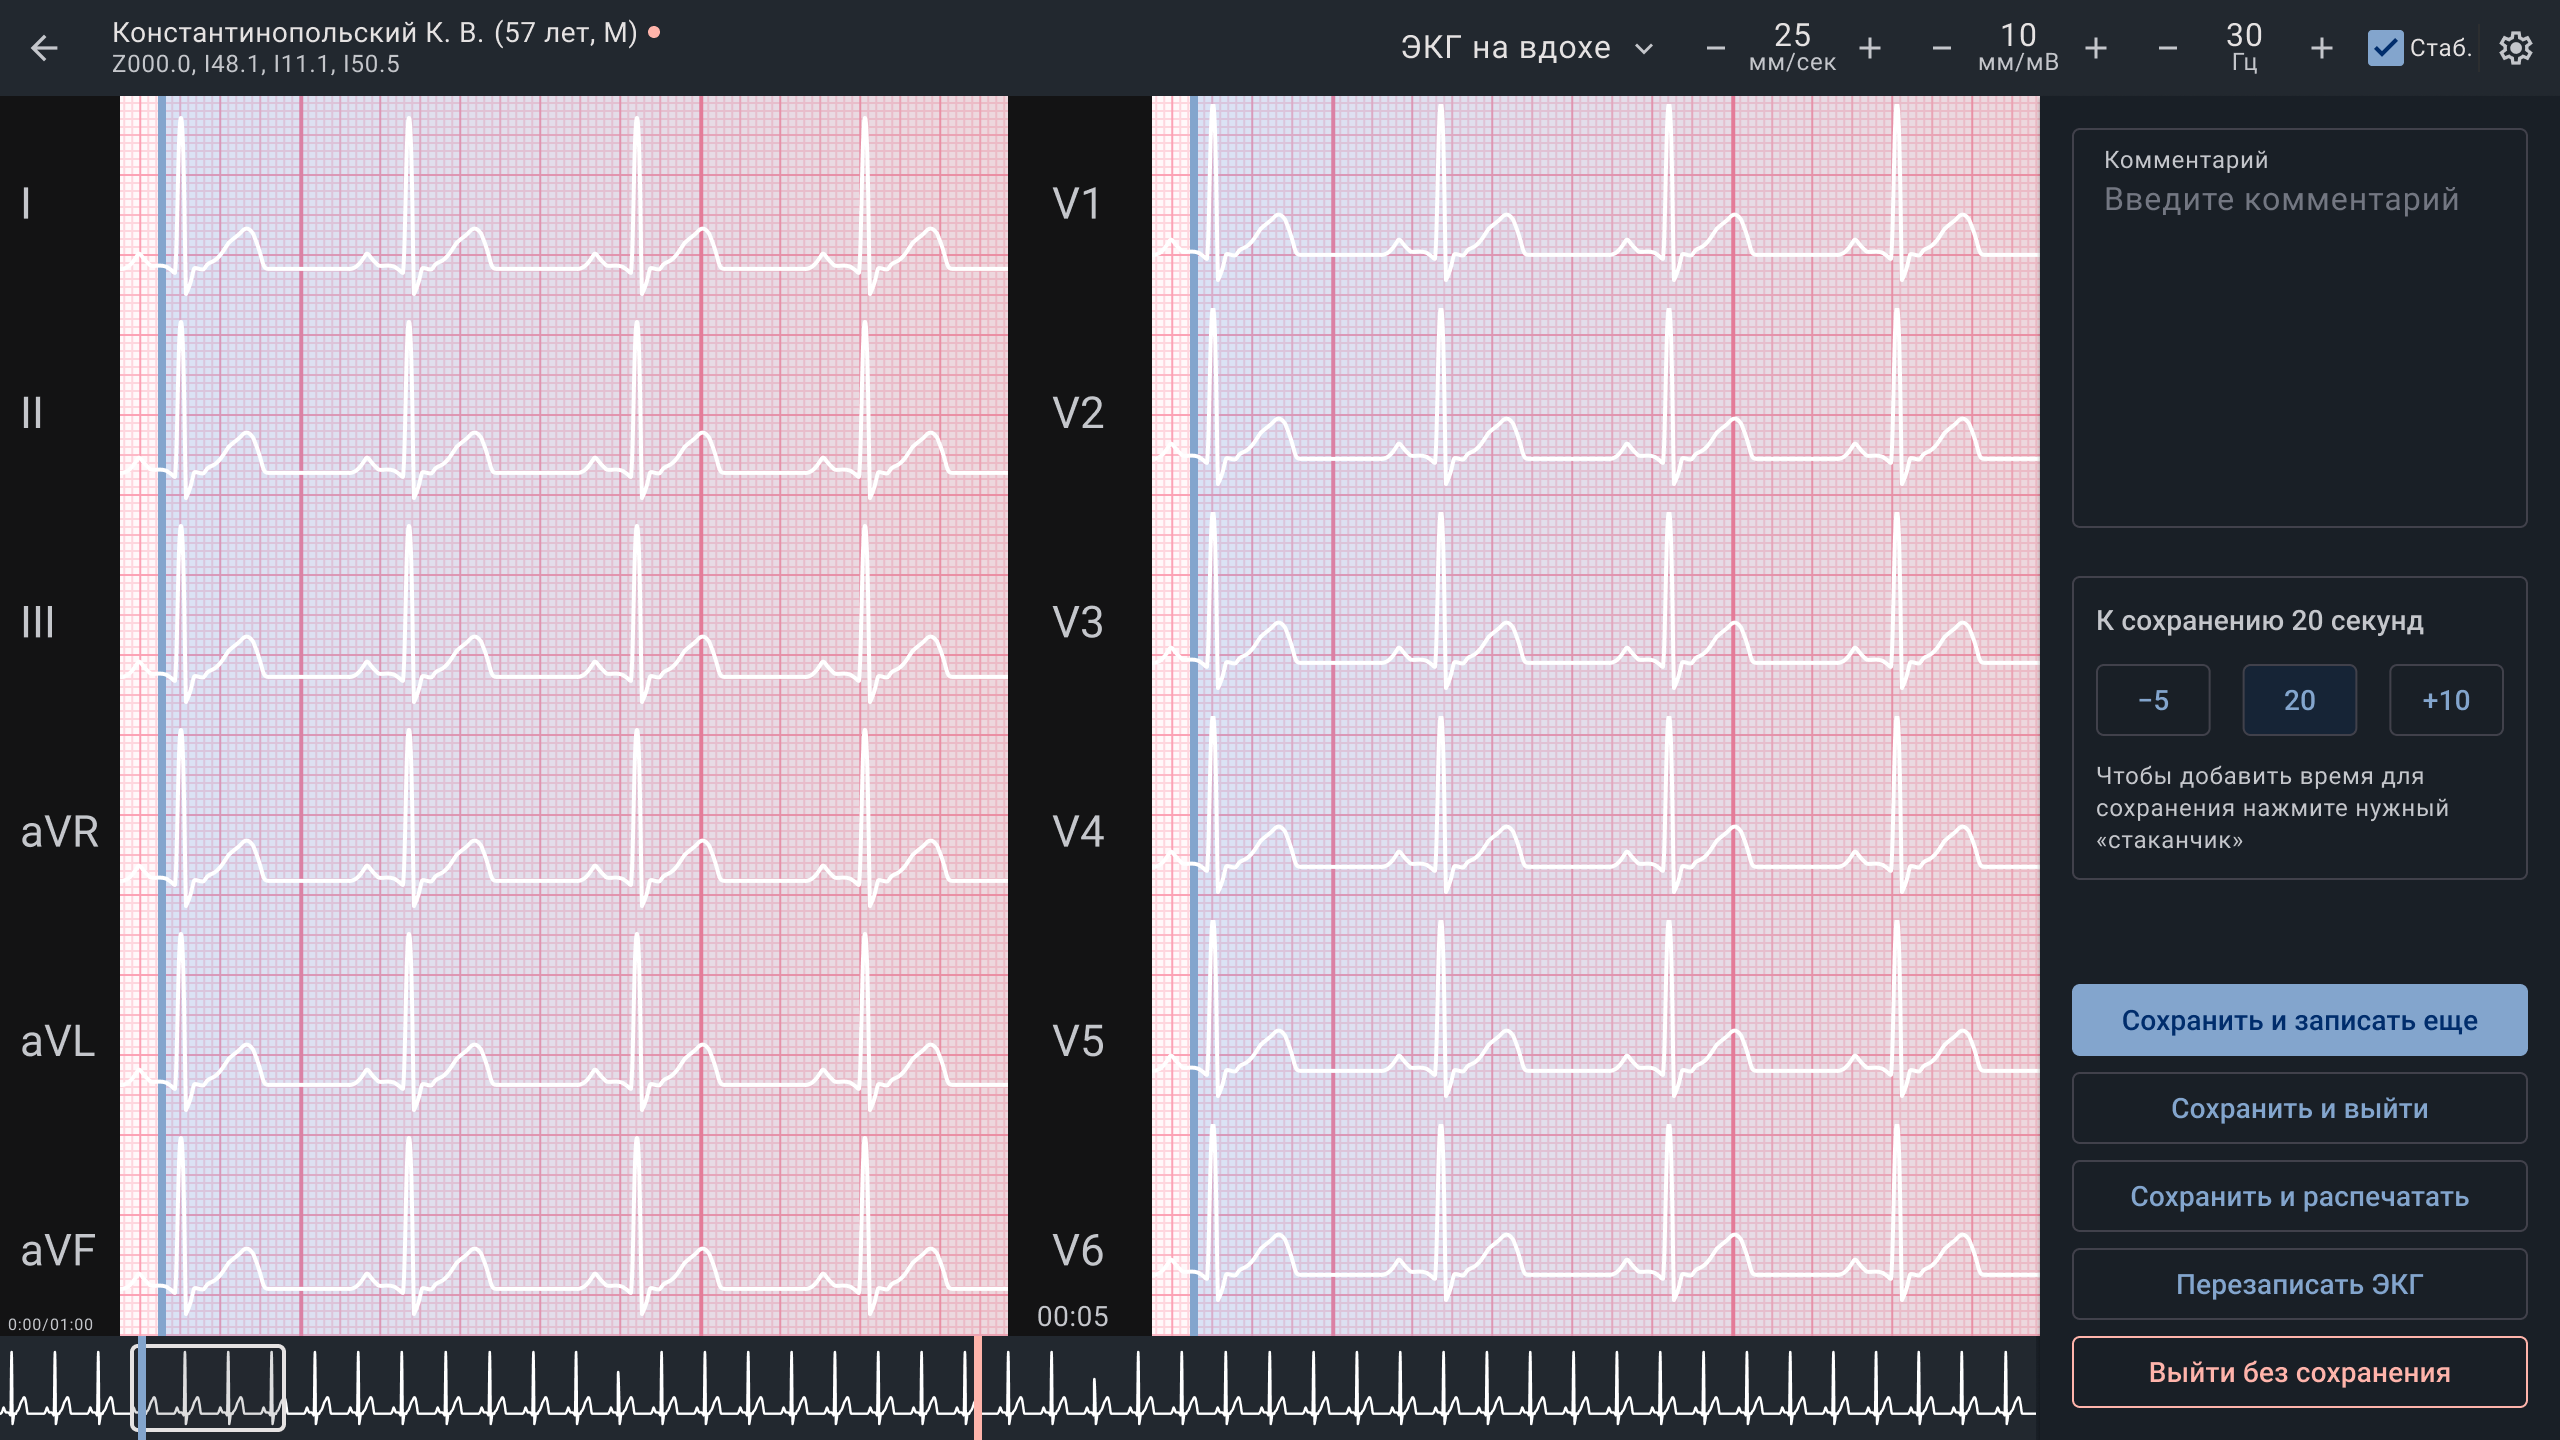 Константинопольский К. В. (57 лет, М)
Z000.0, I48.1, I11.1, I50.5
ЭКГ на вдохе
25
мм/сек
10
мм/мВ
30
Гц
Стаб.
I
II
III
aVR
aVL
aVF
0:00/01:00
V1
V2
V3
V4
V5
V6
00:05
Комментарий
Введите комментарий
К сохранению 20 секунд
−5
20
+10
Чтобы добавить время для
сохранения нажмите нужный
«стаканчик»
Сохранить и записать еще
Сохранить и выйти
Сохранить и распечатать
Перезаписать ЭКГ
Выйти без сохранения